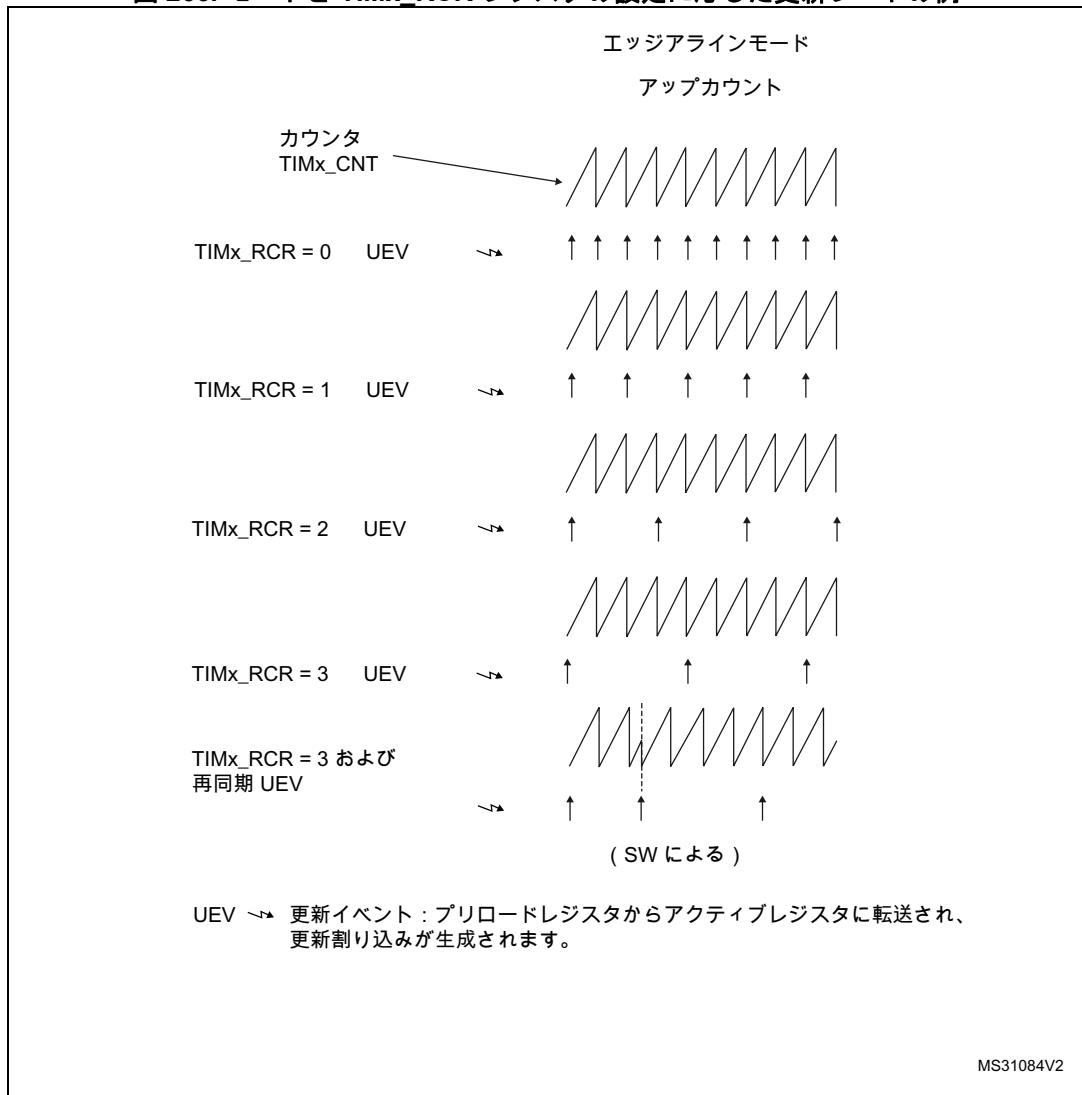 エッジアラインモード
アップカウント
カウンタ
TIMx_CNT
TIMx_RCR = 0 UEV
TIMx_RCR = 1 UEV
TIMx_RCR = 2 UEV
TIMx_RCR = 3 UEV
TIMx_RCR = 3 および
再同期 UEV
( SW による )
UEV 更新イベント : プリロードレジスタからアクティブレジスタに転送され、
更新割り込みが生成されます。
MS31084V2